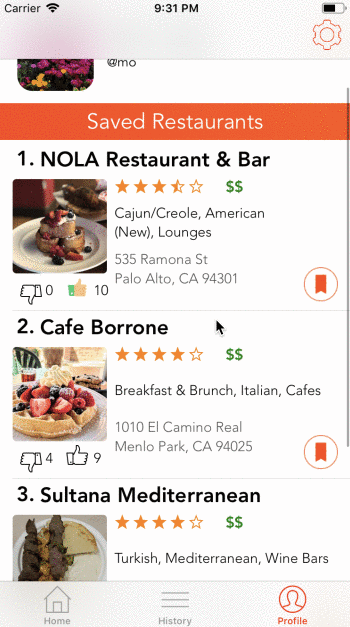 Carrier 9:31 PM
@mo
Saved Restaurants
1. NOLA Restaurant & Bar
$$
Cajun/Creole, American
(New), Lounges
535 Ramona St
Palo Alto, CA 94301
0 10
2. Cafe Borrone
$$
Breakfast & Brunch, Italian, Cafes
1010 El Camino Real
Menlo Park, CA 94025
4 9
3. Sultana Mediterranean
$$
Turkish, Mediterranean, Wine Bars
Home History Profile